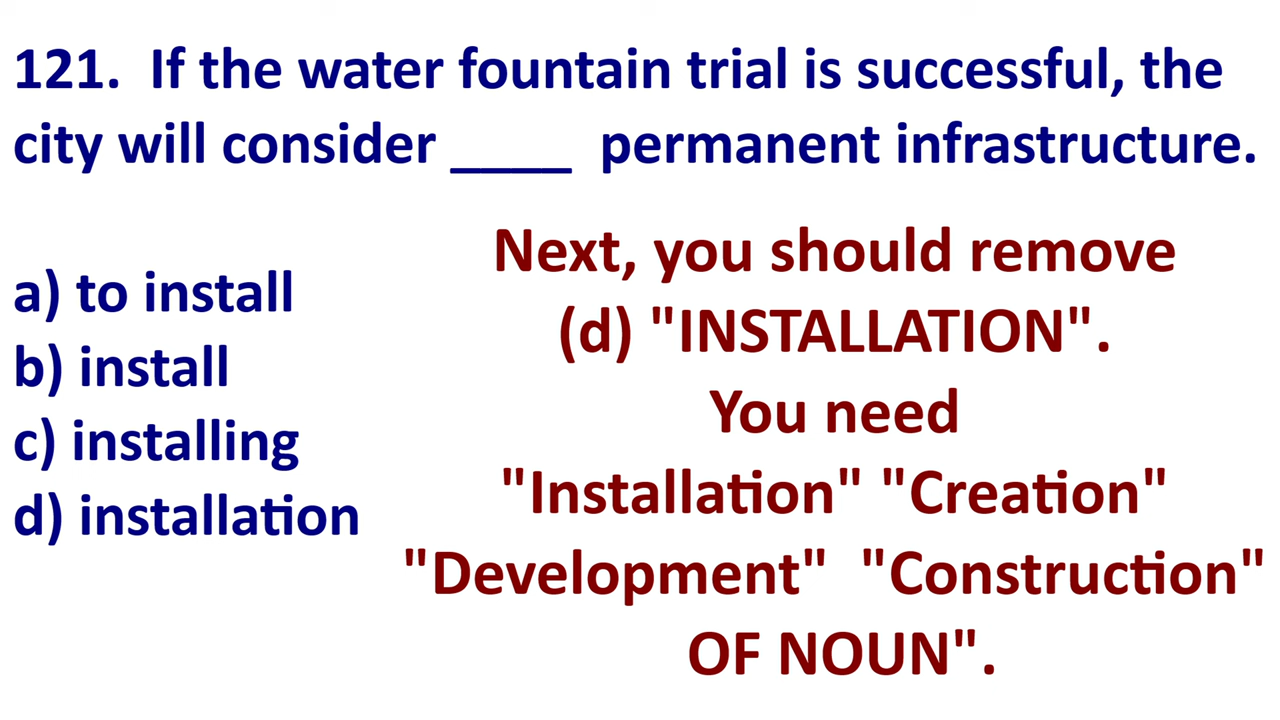 121.  If the water fountain trial is successful, the
city will consider ____  permanent infrastructure.
a) to install
b) install
c) installing
d) installation
Next, you should remove
(d) "INSTALLATION".
You need
"Installation" "Creation"
"Development"  "Construction"
OF NOUN".